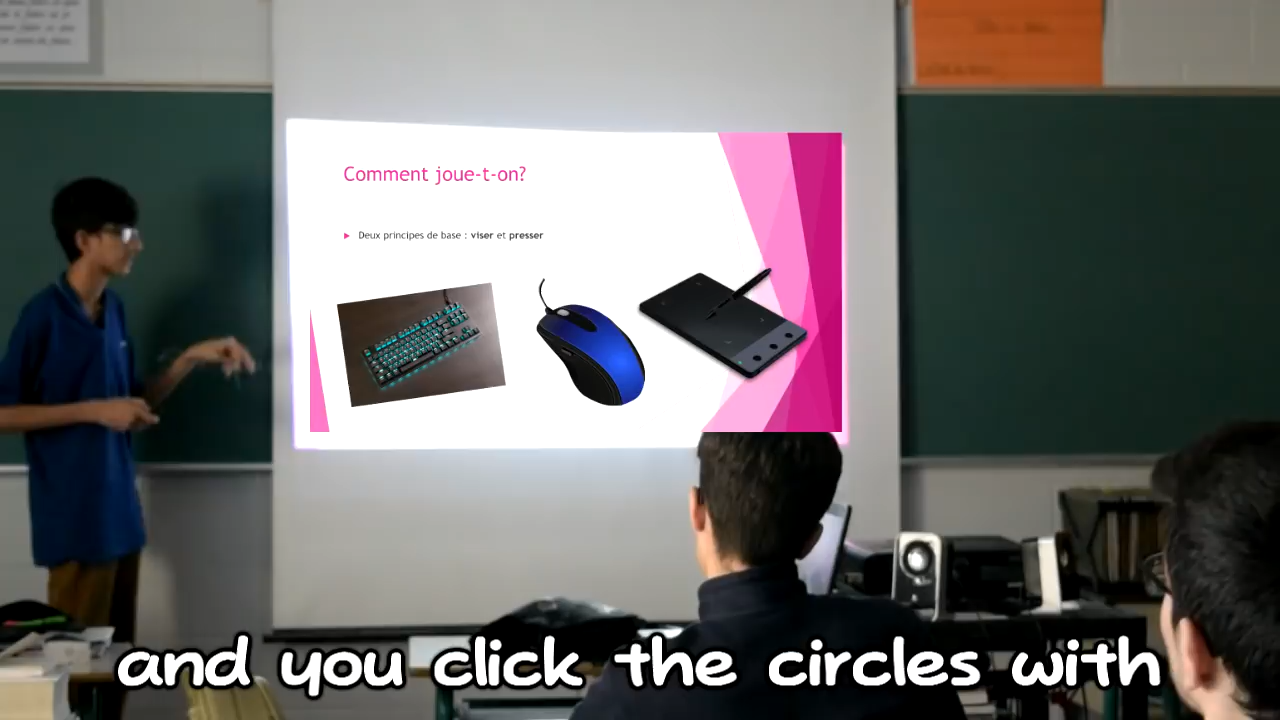 Comment joue-t-on?
Deux principes de base : viser et presser
and you click the circles with